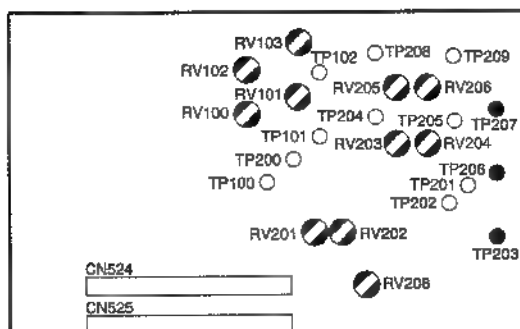 RV103
TP102
TP208
TP209
RV102
RV101
RV205
RV206
RV100
TP204
TP205
TP207
TP101
RV203
RV204
TP200
TP206
TP100
TP201
TP202
RV201
RV202
TP203
CN524
RV208
CN525